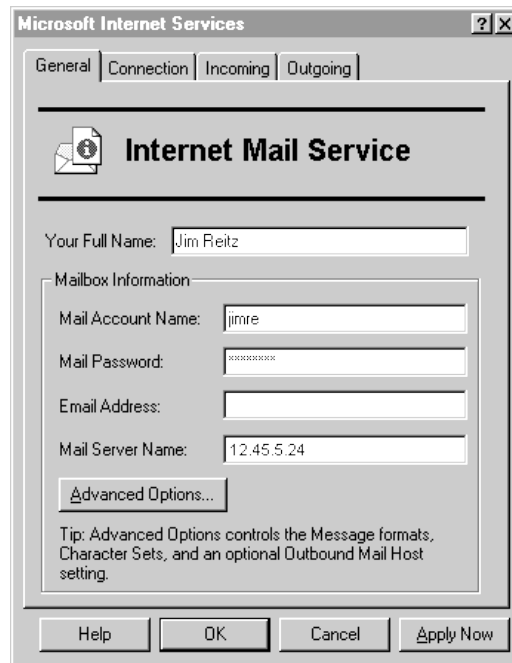 Microsoft Internet Services
General Connection Incoming Outgoing
Internet Mail Service
Your Full Name: Jim Reitz
Mailbox Information
Mail Account Name: jimre
Mail Password: ********
Email Address:
Mail Server Name: 12.45.5.24
Advanced Options...
Tip: Advanced Options controls the Message formats,
Character Sets, and an optional Outbound Mail Host
setting.
Help OK Cancel Apply Now